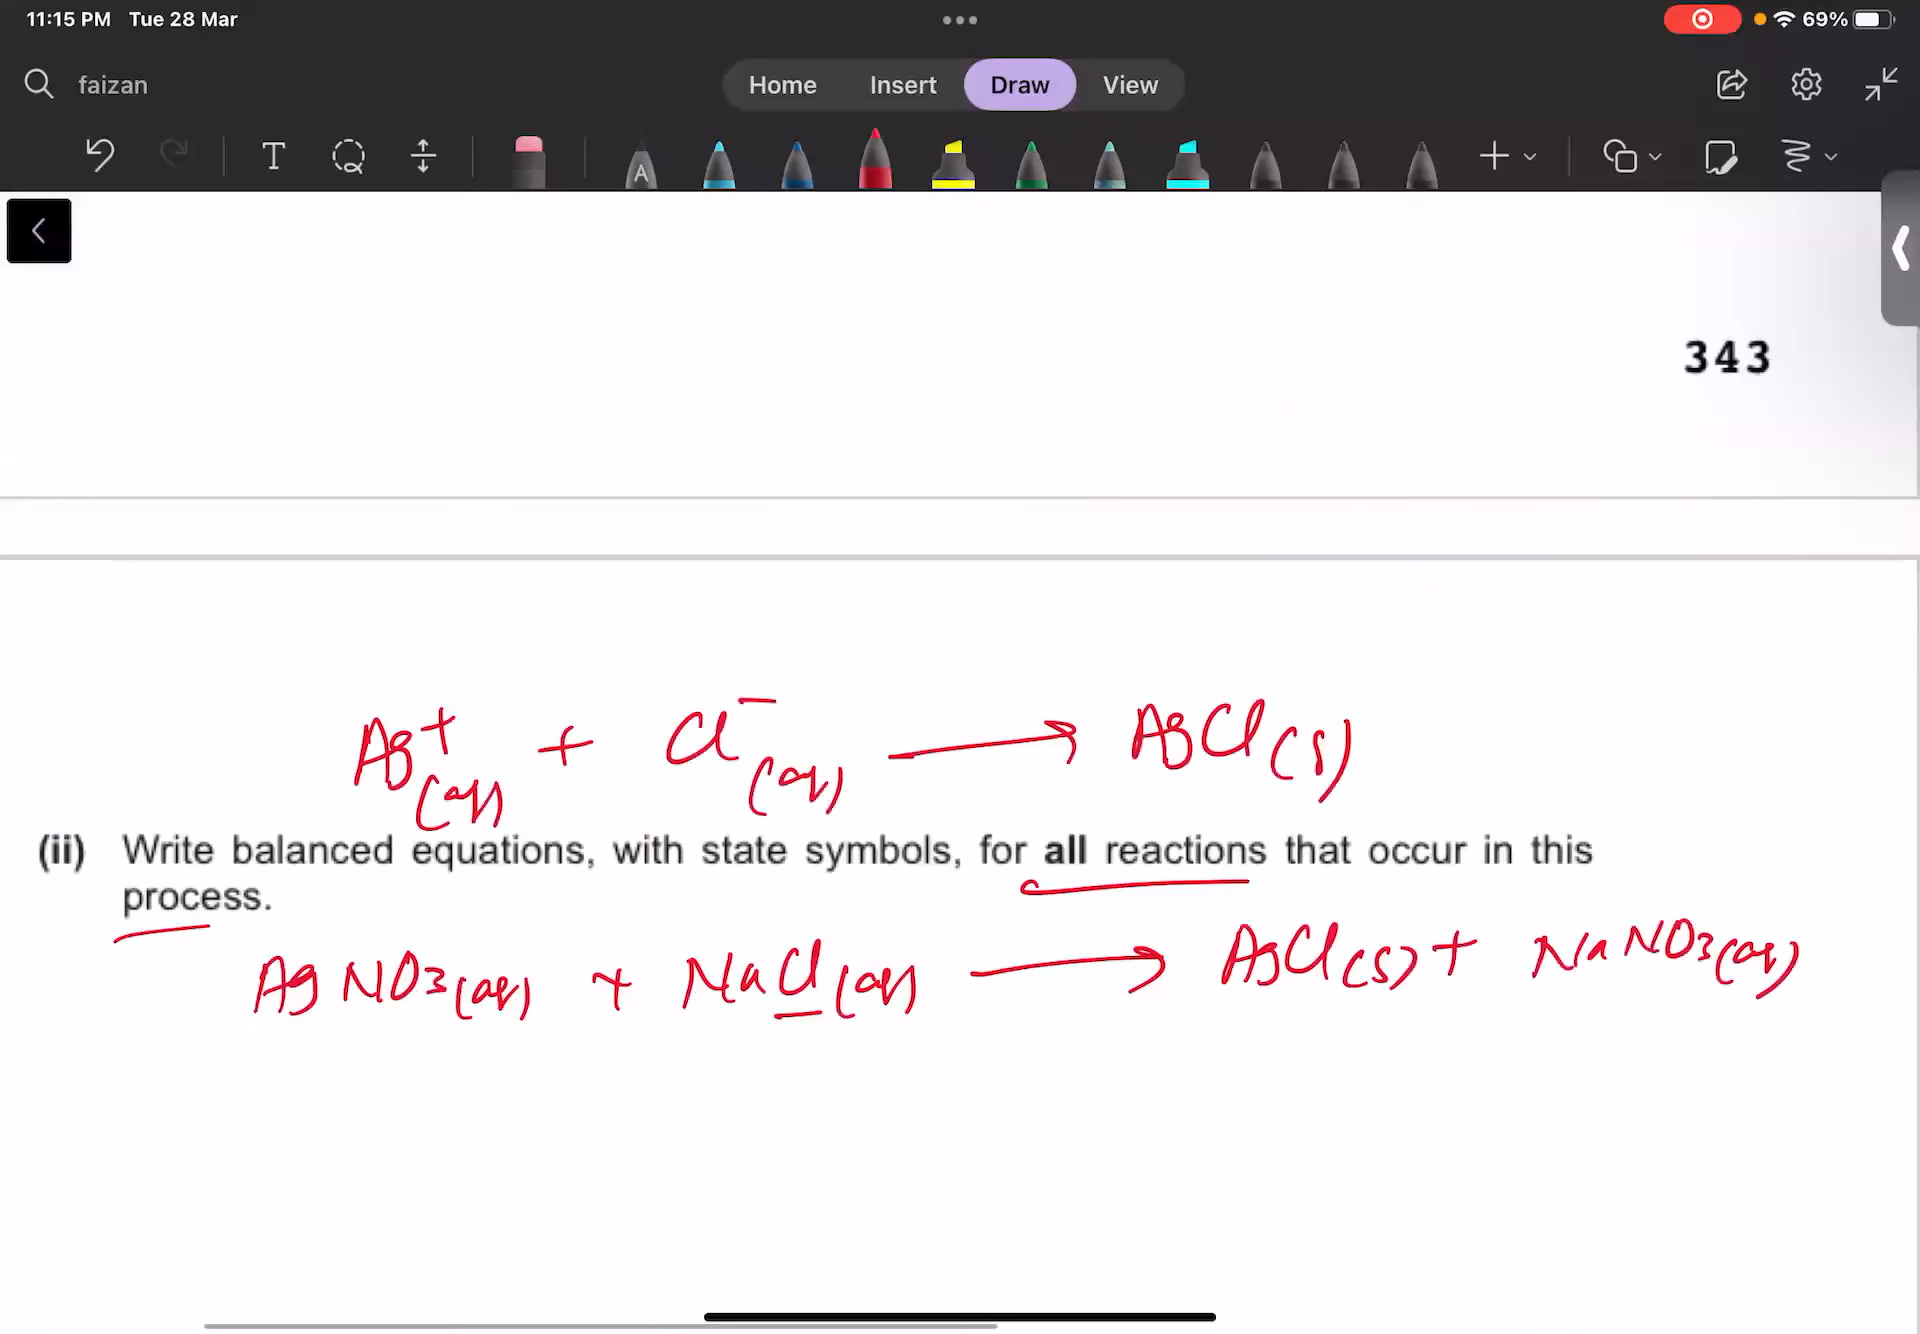 11:15 PM Tue 28 Mar
69%
faizan
Home Insert Draw View
T
A
343
Ag⁺(aq) + Cl⁻(aq) → AgCl(s)
(ii) Write balanced equations, with state symbols, for all reactions that occur in this
process.
AgNO3(aq) + NaCl(aq) → AgCl(s) + NaNO3(aq)